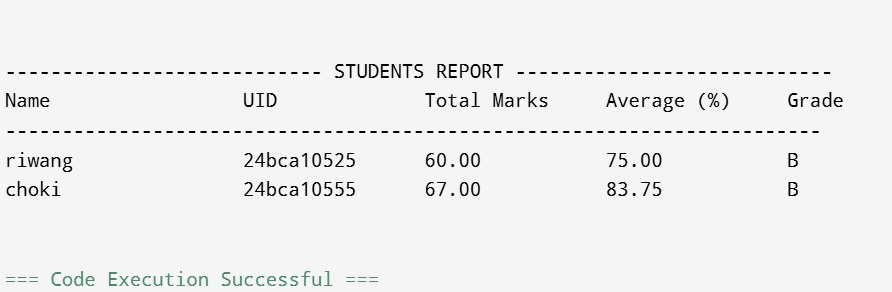 ---------------------------- STUDENTS REPORT ----------------------------
Name                 UID             Total Marks     Average (%)     Grade
------------------------------------------------------------------------
riwang               24bca10525      60.00           75.00           B
choki                24bca10555      67.00           83.75           B
=== Code Execution Successful ===